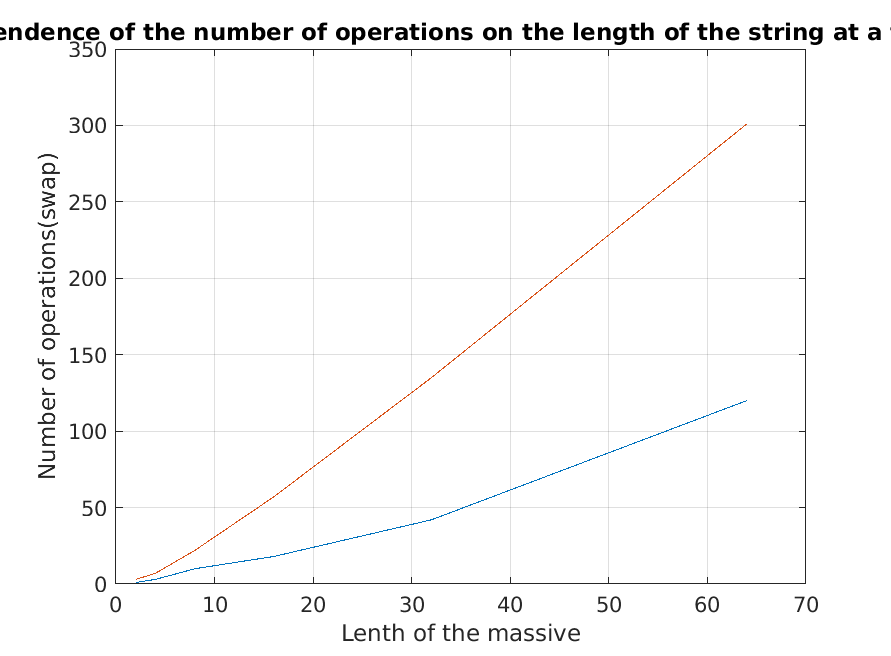 endence of the number of operations on the length of the string at a
350
300
250
200
150
100
50
0
Number of operations(swap)
0 10 20 30 40 50 60 70
Lenth of the massive